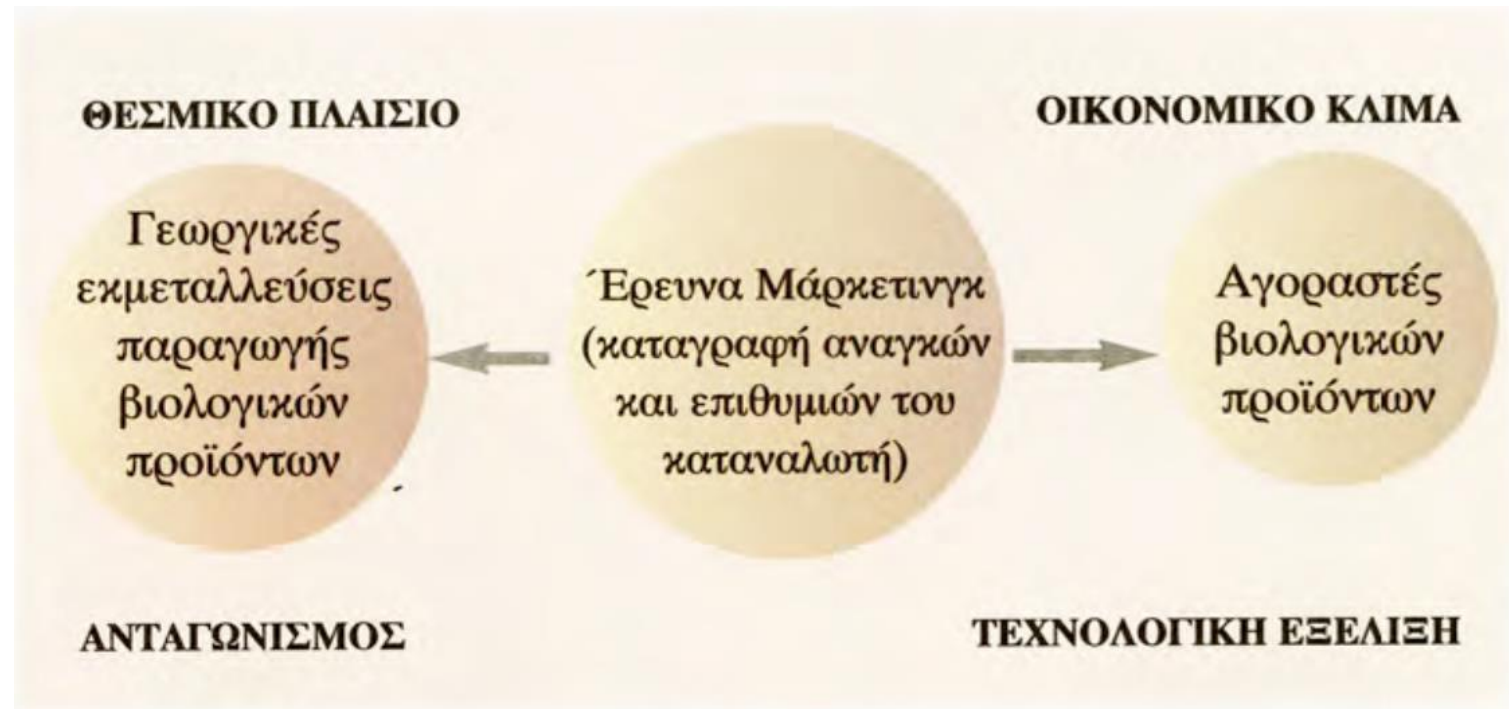 ΘΕΣΜΙΚΟ ΠΛΑΙΣΙΟ
ΟΙΚΟΝΟΜΙΚΟ ΚΛΙΜΑ
Γεωργικές
εκμεταλλεύσεις
παραγωγής
βιολογικών
προϊόντων
Έρευνα Μάρκετινγκ
(καταγραφή αναγκών
και επιθυμιών του
καταναλωτή)
Αγοραστές
βιολογικών
προϊόντων
ΑΝΤΑΓΩΝΙΣΜΟΣ
ΤΕΧΝΟΛΟΓΙΚΗ ΕΞΕΛΙΞΗ